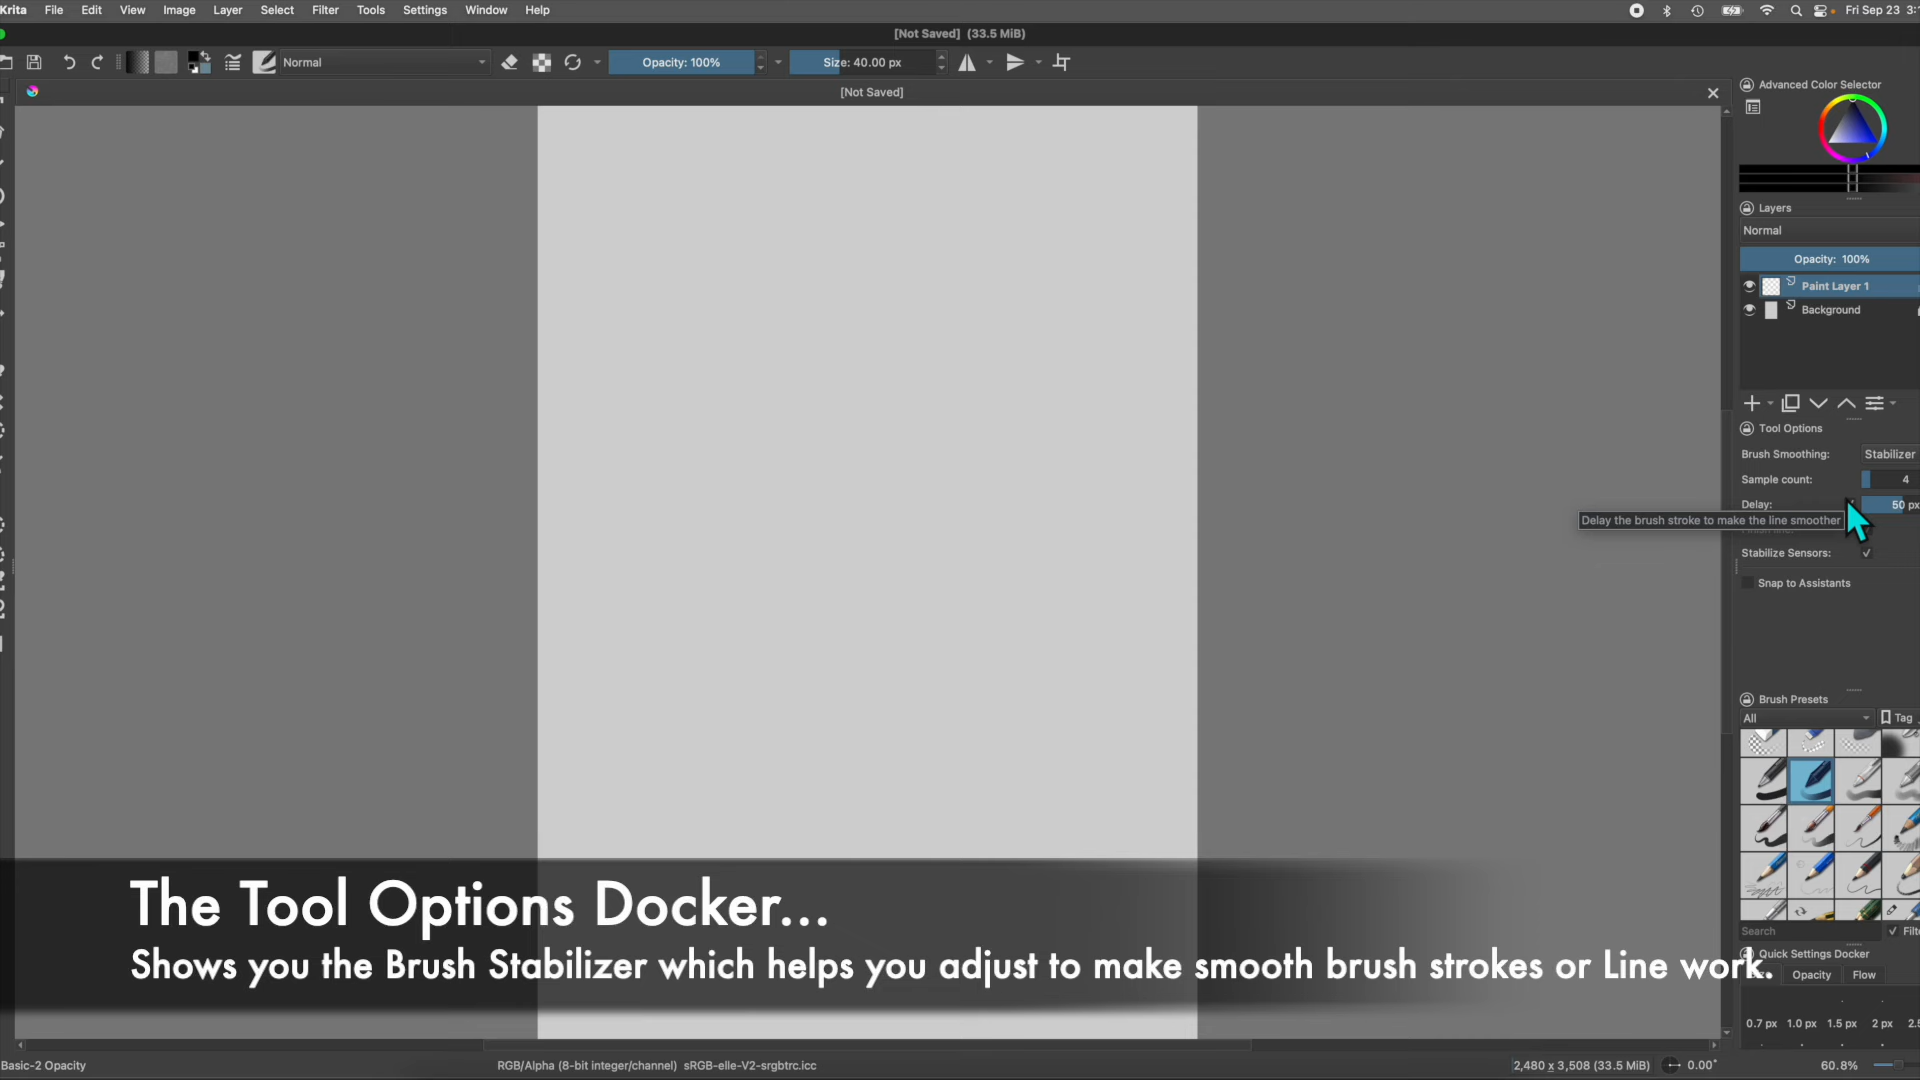 Krita File Edit View Image Layer Select Filter Tools Settings Window Help Fri Sep 23
[Not Saved] (33.5 MiB)
Normal Opacity: 100% Size: 40.00 px
[Not Saved]
Advanced Color Selector
Layers
Normal
Opacity: 100%
Paint Layer 1
Background
Tool Options
Brush Smoothing: Stabilizer
Sample count: 4
Delay: 50 px
Delay the brush stroke to make the line smoother
Stabilize Sensors:
Snap to Assistants
Brush Presets
All Tag
Search
Quick Settings Docker
Opacity Flow
0.7 px 1.0 px 1.5 px 2 px
The Tool Options Docker...
Shows you the Brush Stabilizer which helps you adjust to make smooth brush strokes or Line work.
Basic-2 Opacity RGB/Alpha (8-bit integer/channel) sRGB-elle-V2-srgbtrc.icc 2,480 x 3,508 (33.5 MiB) 0.00° 60.8%